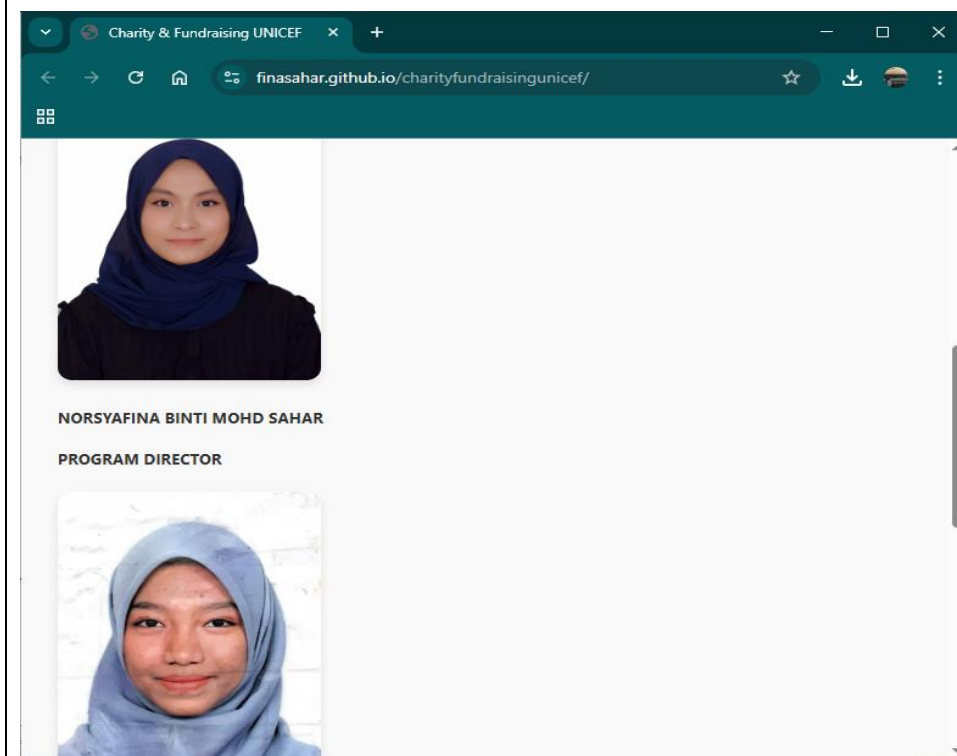 Charity & Fundraising UNICEF
finasahar.github.io/charityfundraisingunicef/
NORSYAFINA BINTI MOHD SAHAR
PROGRAM DIRECTOR